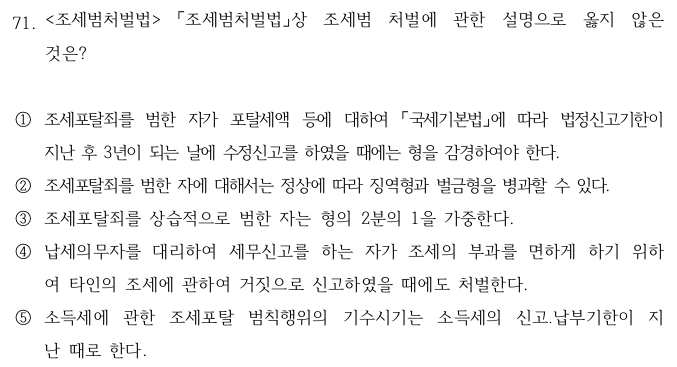 71. <조세범처벌법> 「조세범처벌법」상 조세범 처벌에 관한 설명으로 옳지 않은
것은?
① 조세포탈죄를 범한 자가 포탈세액 등에 대하여 「국세기본법」에 따라 법정신고기한이
지난 후 3년이 되는 날에 수정신고를 하였을 때에는 형을 감경하여야 한다.
② 조세포탈죄를 범한 자에 대해서는 정상에 따라 징역형과 벌금형을 병과할 수 있다.
③ 조세포탈죄를 상습적으로 범한 자는 형의 2분의 1을 가중한다.
④ 납세의무자를 대리하여 세무신고를 하는 자가 조세의 부과를 면하게 하기 위하
여 타인의 조세에 관하여 거짓으로 신고하였을 때에도 처벌한다.
⑤ 소득세에 관한 조세포탈 범칙행위의 기수시기는 소득세의 신고.납부기한이 지
난 때로 한다.